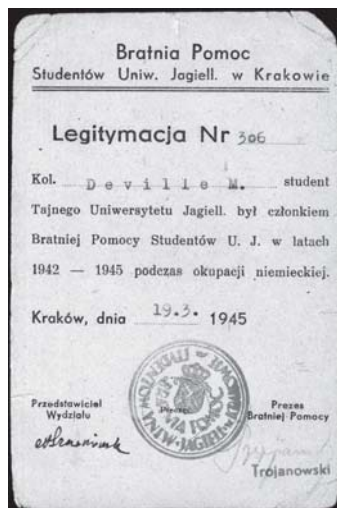 Bratnia Pomoc
Studentów Uniw. Jagiell. w Krakowie
Legitymacja Nr 306
Kol. Deville M. student
Tajnego Uniwersytetu Jagiell. był członkiem
Bratniej Pomocy Studentów U. J. w latach
1942 — 1945 podczas okupacji niemieckiej.
Kraków, dnia 19.3. 1945
Przedstawiciel
Wydziału
Prezes
Bratniej Pomocy
Trojanowski